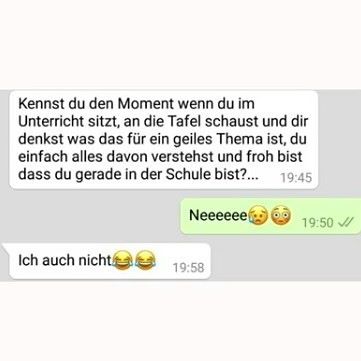 Kennst du den Moment wenn du im
Unterricht sitzt, an die Tafel schaust und dir
denkst was das für ein geiles Thema ist, du
einfach alles davon verstehst und froh bist
dass du gerade in der Schule bist?... 19:45
Neeeeee😥😳 19:50
Ich auch nicht😂😂 19:58